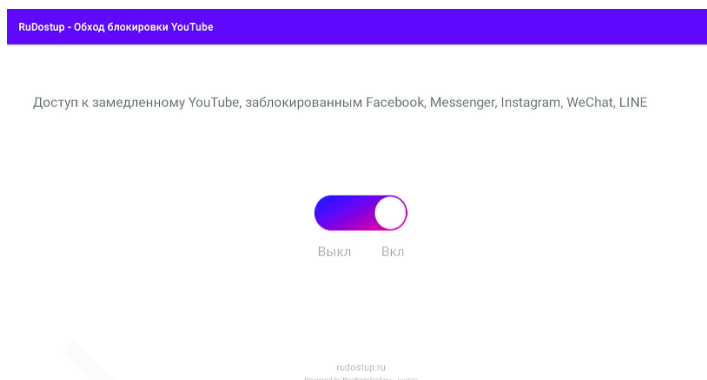 RuDostup - Обход блокировки YouTube
Доступ к замедленному YouTube, заблокированным Facebook, Messenger, Instagram, WeChat, LINE
Выкл Вкл
rudostup.ru